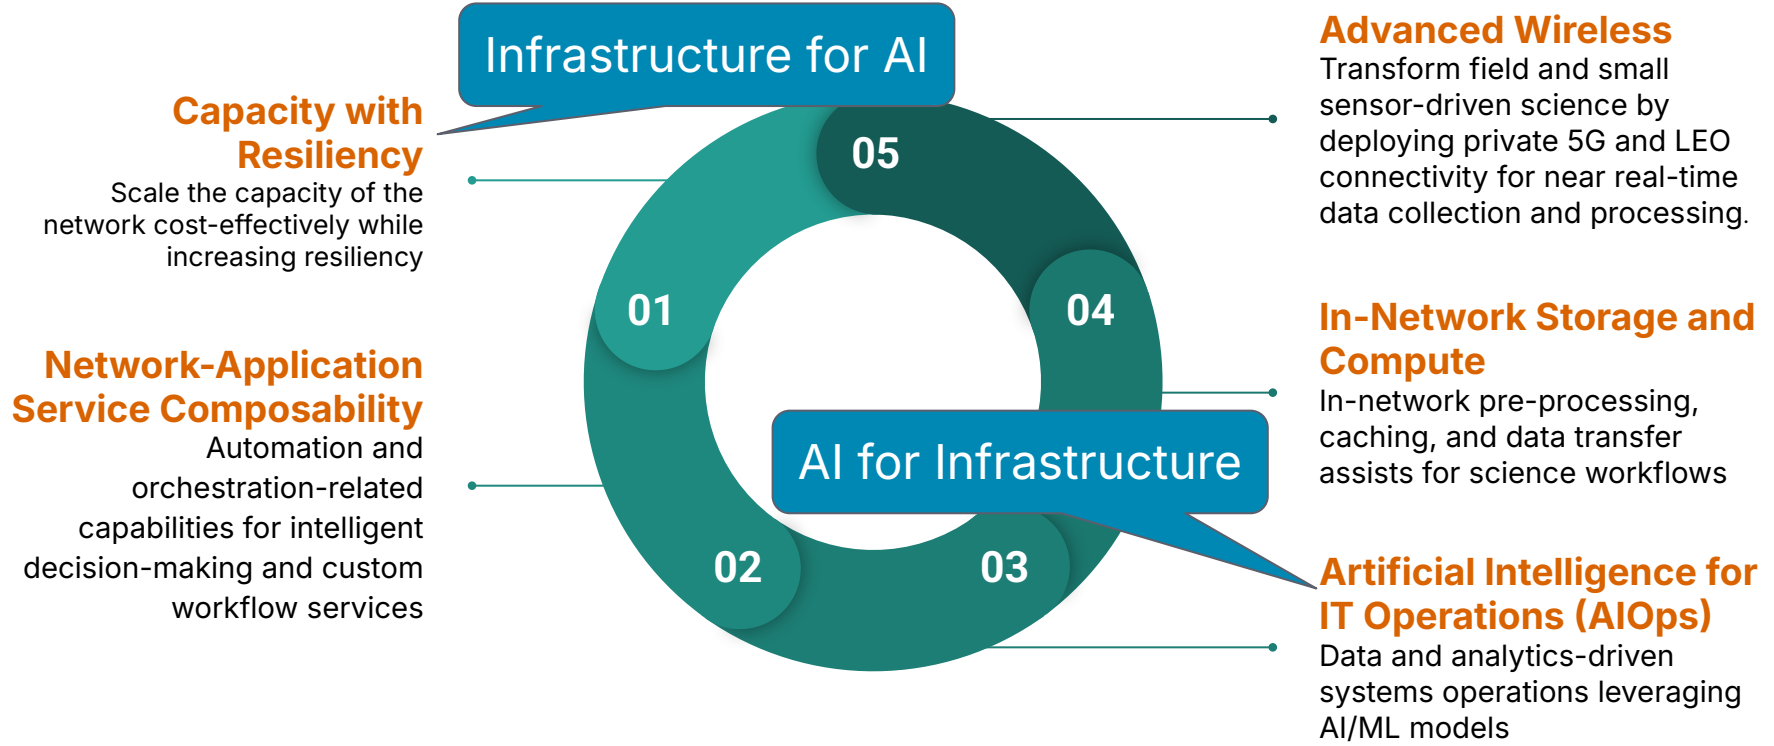 Infrastructure for AI
Capacity with
Resiliency
Scale the capacity of the
network cost-effectively while
increasing resiliency
Network-Application
Service Composability
Automation and
orchestration-related
capabilities for intelligent
decision-making and custom
workflow services
05
01
04
02
03
AI for Infrastructure
Advanced Wireless
Transform field and small
sensor-driven science by
deploying private 5G and LEO
connectivity for near real-time
data collection and processing.
In-Network Storage and
Compute
In-network pre-processing,
caching, and data transfer
assists for science workflows
Artificial Intelligence for
IT Operations (AIOps)
Data and analytics-driven
systems operations leveraging
AI/ML models